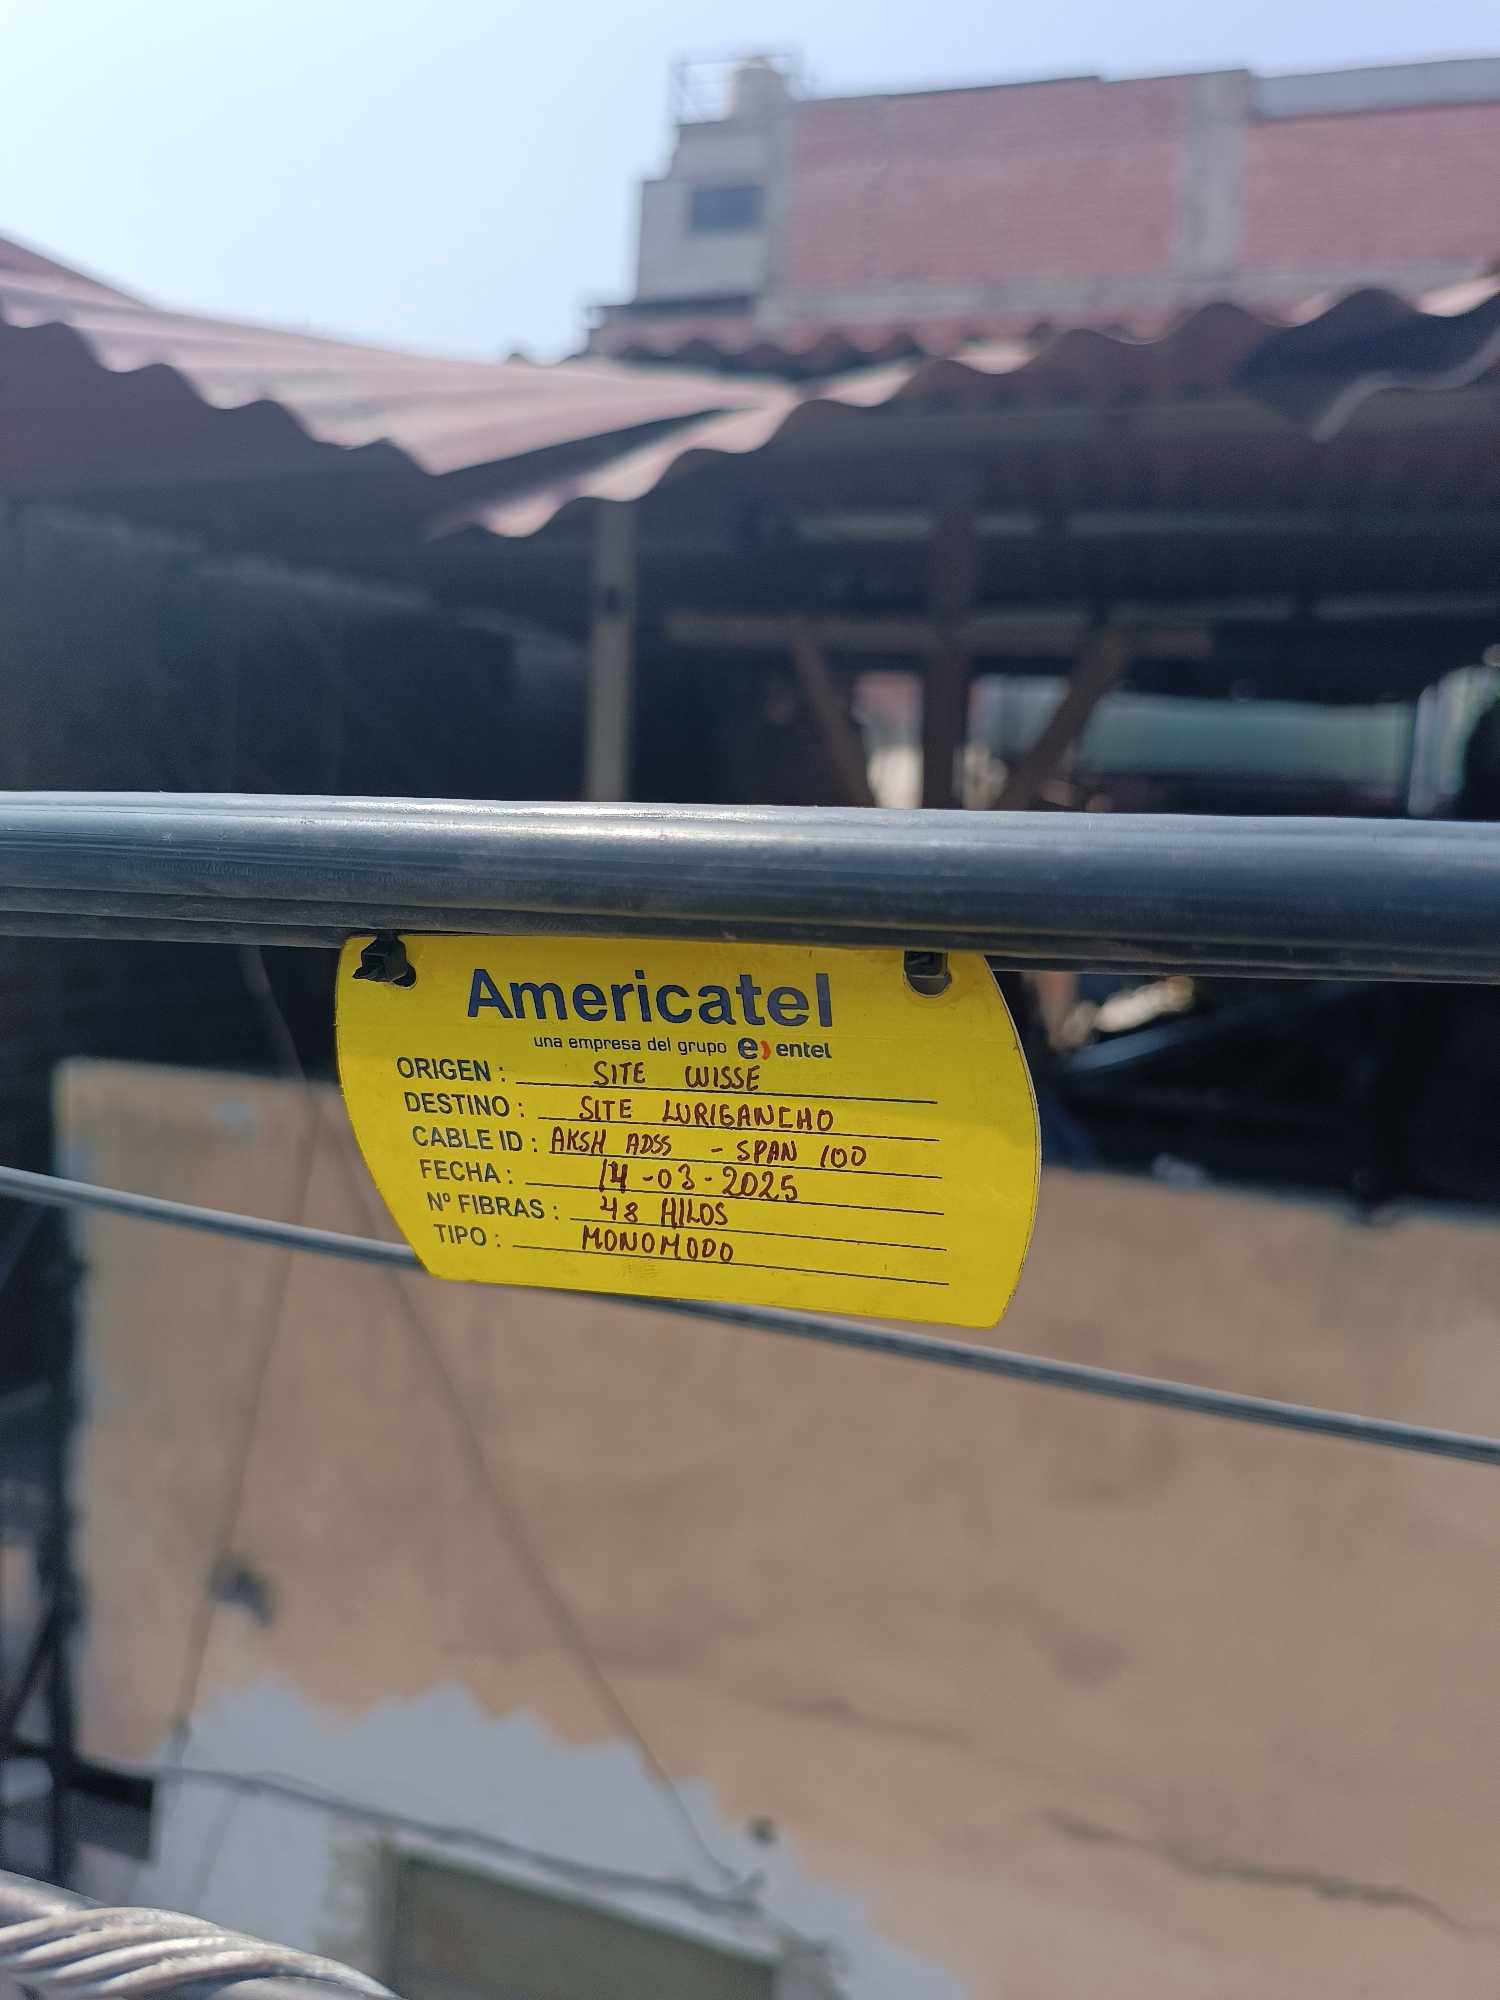 Americatel
una empresa del grupo entel
ORIGEN : SITE WISSE
DESTINO : SITE LURIGANCHO
CABLE ID : AKSH ADSS - SPAN 100
FECHA : 14-03-2025
Nº FIBRAS : 48 HILOS
TIPO : MONOMODO